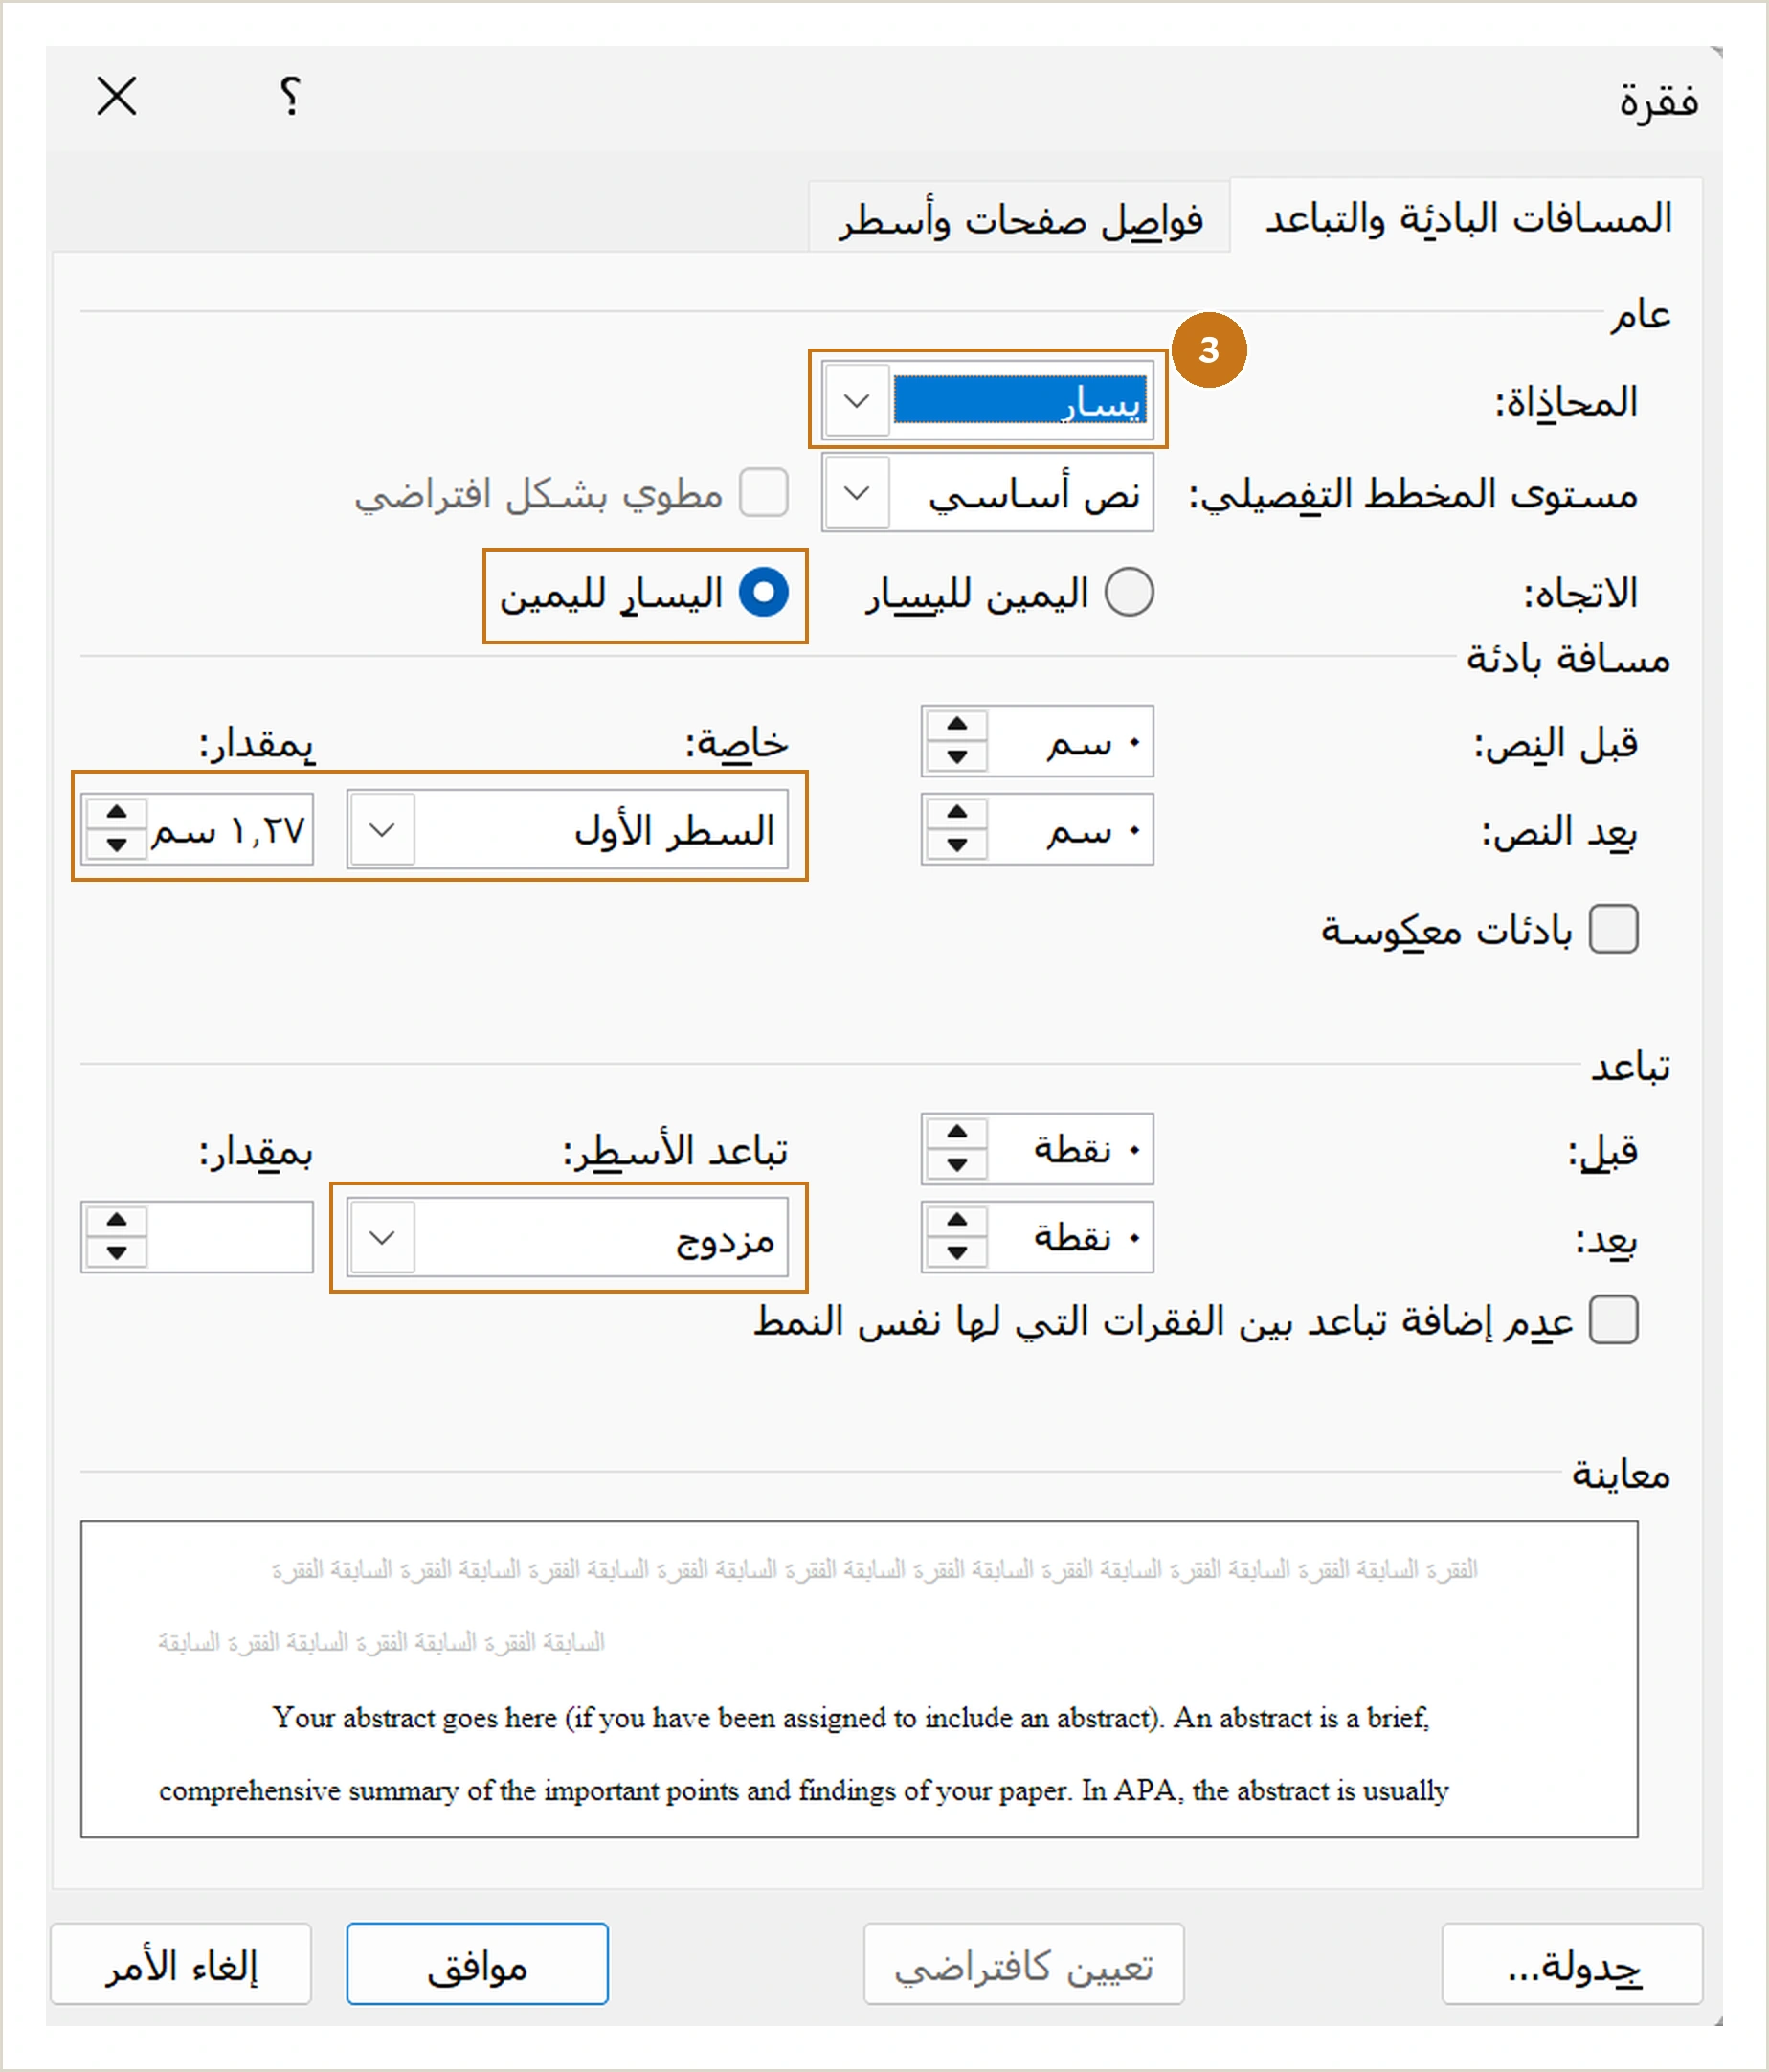 فقرة ؟
المسافات البادئة والتباعد فواصل صفحات وأسطر
عام
3
المحاذاة: يسار
مستوى المخطط التفصيلي: نص أساسي مطوي بشكل افتراضي
الاتجاه: اليمين لليسار اليسار لليمين
مسافة بادئة
قبل النص: ٠ سم خاصة: بمقدار:
بعد النص: ٠ سم السطر الأول ١,٢٧ سم
بادئات معكوسة
تباعد
قبل: ٠ نقطة تباعد الأسطر: بمقدار:
بعد: ٠ نقطة مزدوج
عدم إضافة تباعد بين الفقرات التي لها نفس النمط
معاينة
الفقرة السابقة الفقرة السابقة الفقرة السابقة الفقرة السابقة الفقرة السابقة الفقرة السابقة الفقرة السابقة الفقرة السابقة الفقرة السابقة الفقرة
السابقة الفقرة السابقة الفقرة السابقة الفقرة السابقة
Your abstract goes here (if you have been assigned to include an abstract). An abstract is a brief,
comprehensive summary of the important points and findings of your paper. In APA, the abstract is usually
جدولة... تعيين كافتراضي موافق إلغاء الأمر